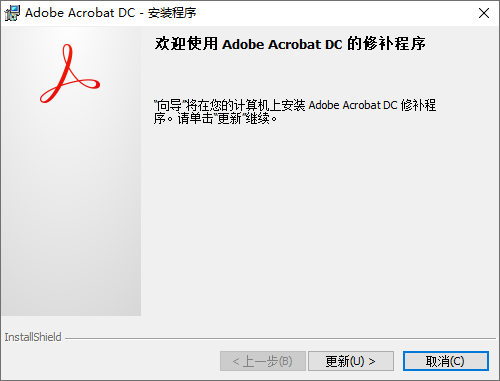 Adobe Acrobat DC - 安装程序
欢迎使用 Adobe Acrobat DC 的修补程序
“向导”将在您的计算机上安装 Adobe Acrobat DC 修补程
序。请单击“更新”继续。
InstallShield
< 上一步(B)
更新(U) >
取消(C)